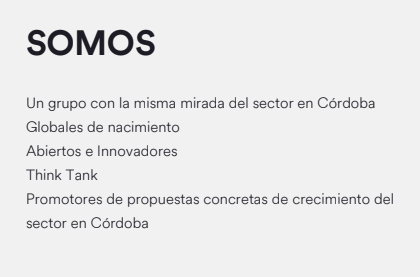 SOMOS
Un grupo con la misma mirada del sector en Córdoba
Globales de nacimiento
Abiertos e Innovadores
Think Tank
Promotores de propuestas concretas de crecimiento del
sector en Córdoba